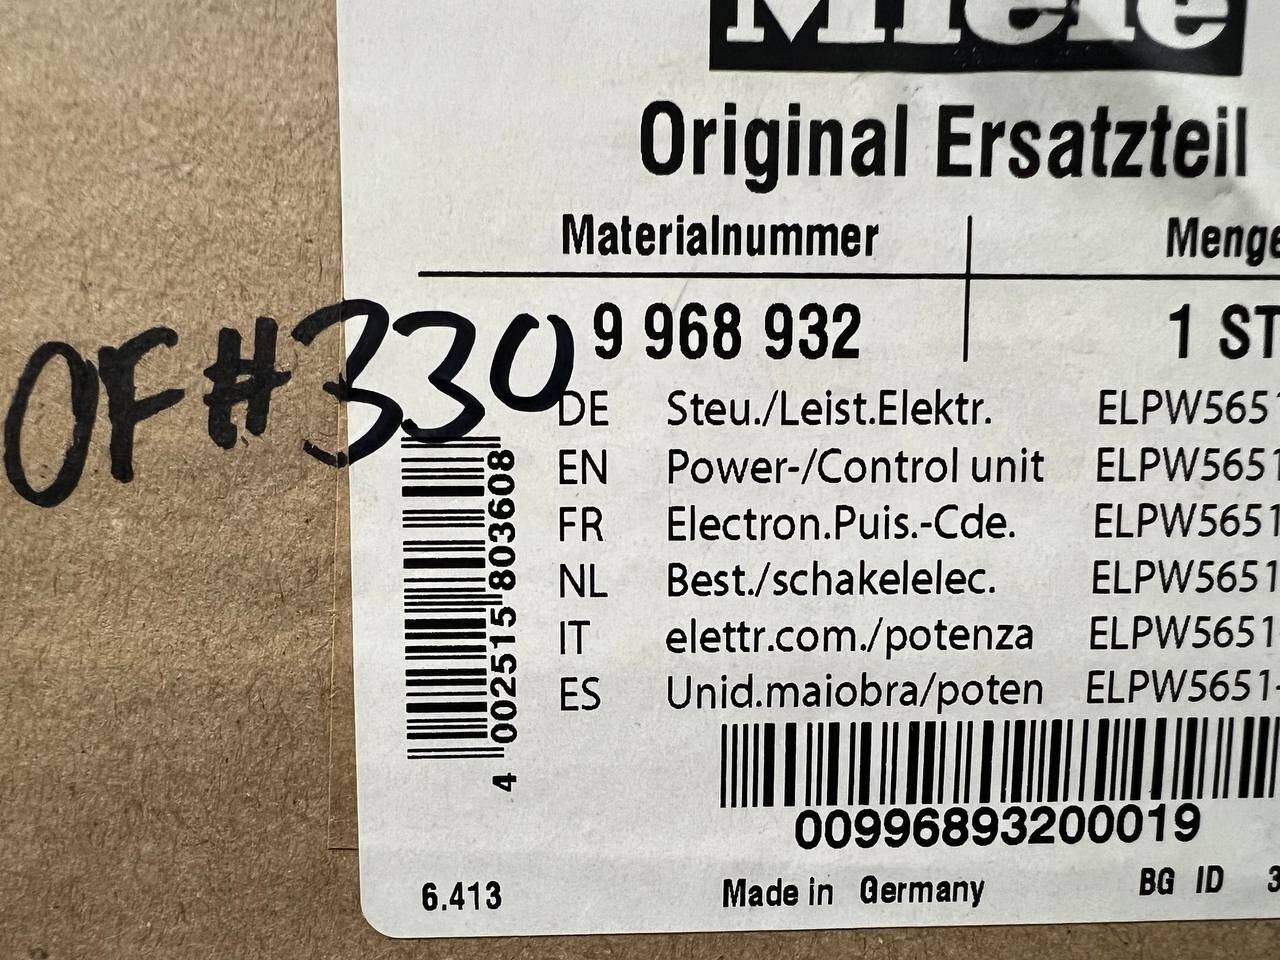 Miele
Original Ersatzteil
Materialnummer Menge
9 968 932 1 ST
OF #330
DE Steu./Leist.Elektr. ELPW5651
EN Power-/Control unit ELPW5651
FR Electron.Puis.-Cde. ELPW5651
NL Best./schakelelec. ELPW5651
IT elettr.com./potenza ELPW5651
ES Unid.maiobra/poten ELPW5651-
4 002515 803608
00996893200019
6.413 Made in Germany BG ID 3